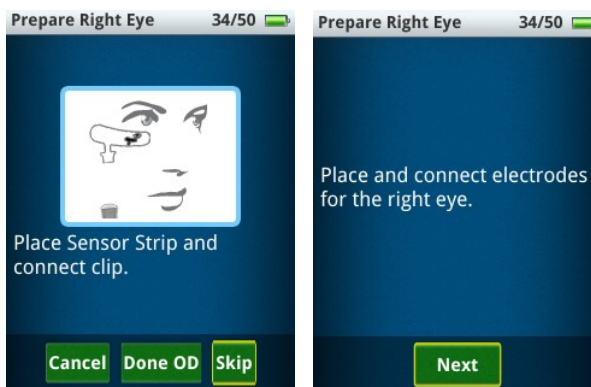 Prepare Right Eye 34/50
Place Sensor Strip and
connect clip.
Cancel Done OD Skip
Prepare Right Eye 34/50
Place and connect electrodes
for the right eye.
Next